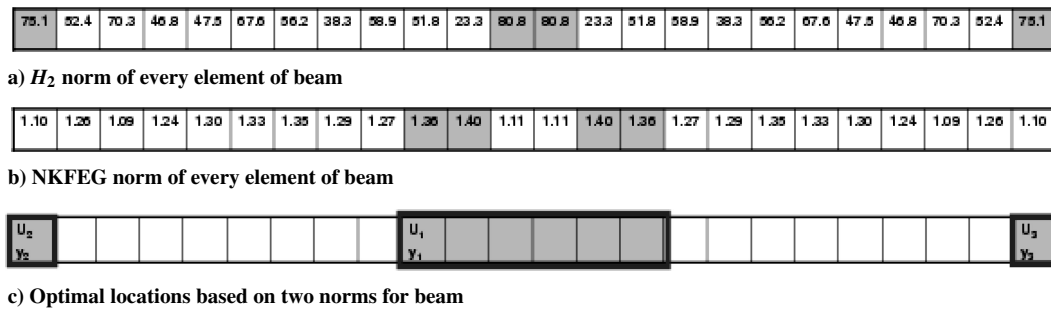 75.1 52.4 70.3 46.8 47.5 67.6 56.2 38.3 58.9 51.8 23.3 80.8 80.8 23.3 51.8 58.9 38.3 56.2 67.6 47.5 46.8 70.3 52.4 75.1
a) H₂ norm of every element of beam
1.10 1.26 1.09 1.24 1.30 1.33 1.35 1.29 1.27 1.36 1.40 1.11 1.11 1.40 1.36 1.27 1.29 1.35 1.33 1.30 1.24 1.09 1.26 1.10
b) NKFEG norm of every element of beam
U₂ U₁ U₃
y₂ y₁ y₃
c) Optimal locations based on two norms for beam